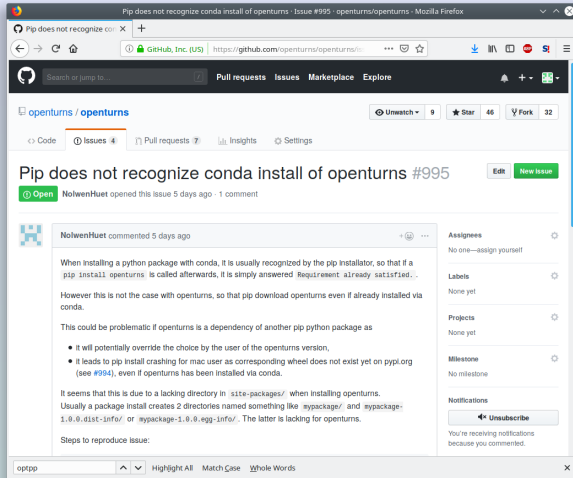 Pip does not recognize conda install of openturns · Issue #995 · openturns/openturns - Mozilla Firefox
Pip does not recognize con
GitHub, Inc. (US) https://github.com/openturns/openturns/is
Search or jump to... / Pull requests Issues Marketplace Explore
openturns / openturns Unwatch 9 Star 46 Fork 32
Code Issues 4 Pull requests 7 Insights Settings
Pip does not recognize conda install of openturns #995 Edit New issue
Open NolwenHuet opened this issue 5 days ago · 1 comment
NolwenHuet commented 5 days ago
When installing a python package with conda, it is usually recognized by the pip installator, so that if a
pip install openturns is called afterwards, it is simply answered Requirement already satisfied. .
However this is not the case with openturns, so that pip download openturns even if already installed via
conda.
This could be problematic if openturns is a dependency of another pip python package as
• it will potentially override the choice by the user of the openturns version,
• it leads to pip install crashing for mac user as corresponding wheel does not exist yet on pypi.org
(see #994), even if openturns has been installed via conda.
It seems that this is due to a lacking directory in site-packages/ when installing openturns.
Usually a package install creates 2 directories named something like mypackage/ and mypackage-
1.0.0.dist-info/ or mypackage-1.0.0.egg-info/ . The latter is lacking for openturns.
Steps to reproduce issue:
Assignees
No one—assign yourself
Labels
None yet
Projects
None yet
Milestone
No milestone
Notifications
Unsubscribe
You're receiving notifications
because you commented.
optpp Highlight All Match Case Whole Words